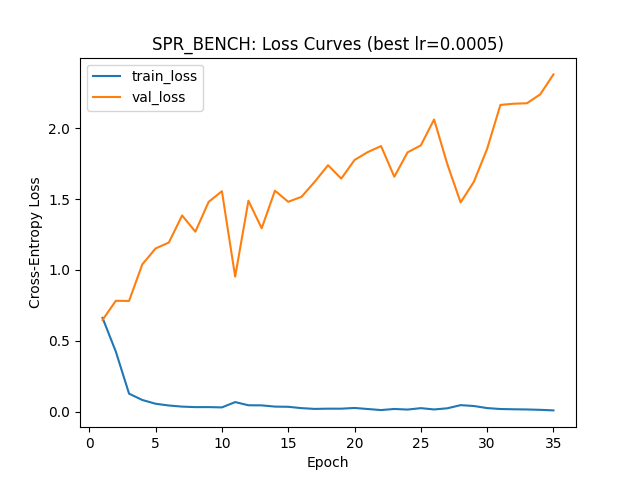 SPR_BENCH: Loss Curves (best lr=0.0005)
train_loss
val_loss
Cross-Entropy Loss
2.0
1.5
1.0
0.5
0.0
0 5 10 15 20 25 30 35
Epoch